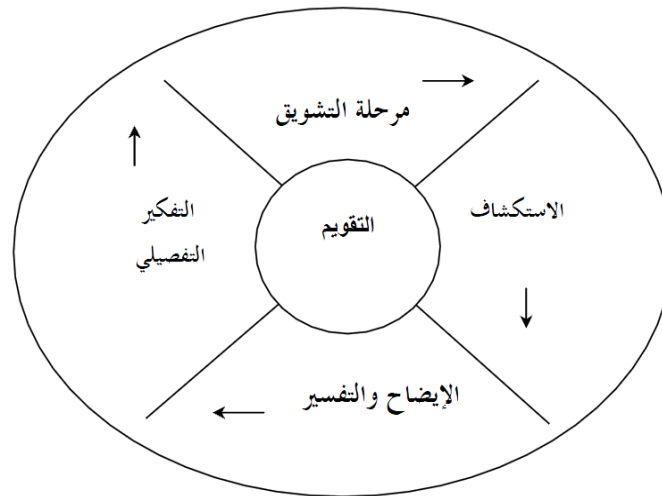 مرحلة التشويق
الاستكشاف
التقويم
التفكير
التفصيلي
الإيضاح والتفسير